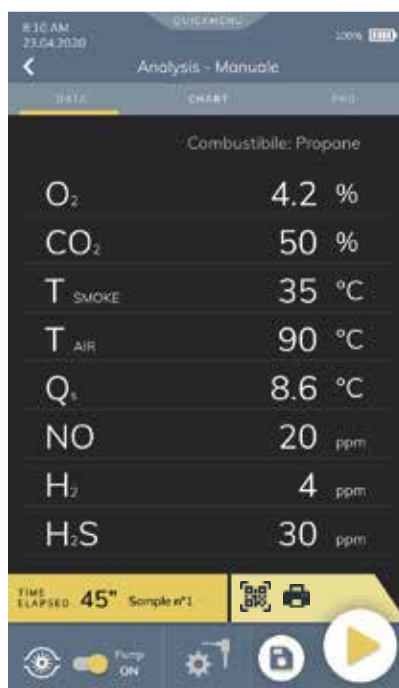 8:10 AM QUICKMENU
23.04.2020 100%
Analysis - Manuale
DATA CHART
Combustibile: Propane
O₂ 4.2 %
CO₂ 50 %
T SMOKE 35 °C
T AIR 90 °C
Qₛ 8.6 °C
NO 20 ppm
H₂ 4 ppm
H₂S 30 ppm
TIME ELAPSED 45" Sample n°1
Pump ON